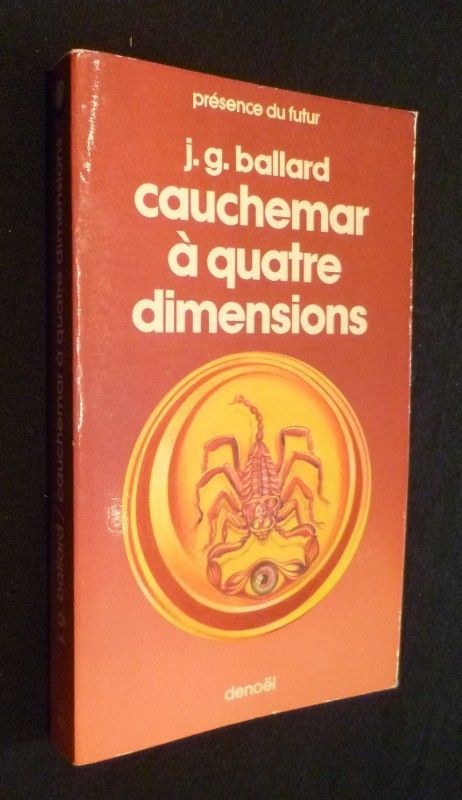 présence du futur
j. g. ballard
cauchemar
à quatre
dimensions
denoël
j. g. ballard / cauchemar à quatre dimensions